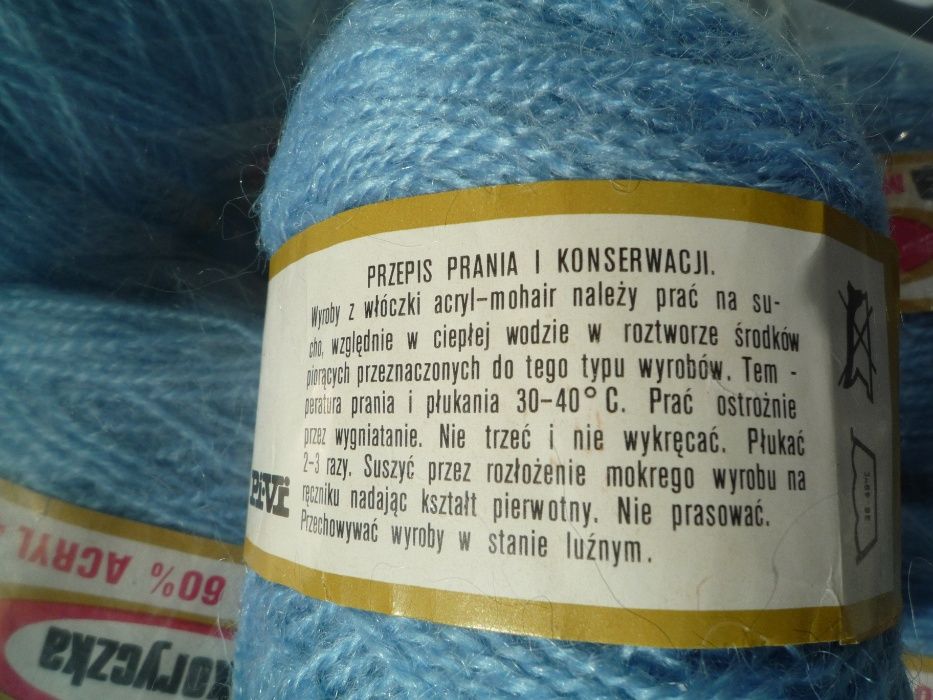 PRZEPIS PRANIA I KONSERWACJI.
Wyroby z włóczki acryl-mohair należy prać na su-
cho, względnie w ciepłej wodzie w roztworze środków
piorących przeznaczonych do tego typu wyrobów. Tem -
peratura prania i płukania 30-40° C. Prać ostrożnie
przez wygniatanie. Nie trzeć i nie wykręcać. Płukać
2-3 razy. Suszyć przez rozłożenie mokrego wyrobu na
ręczniku nadając kształt pierwotny. Nie prasować.
Przechowywać wyroby w stanie luźnym.
30-40°C
60% ACRYL